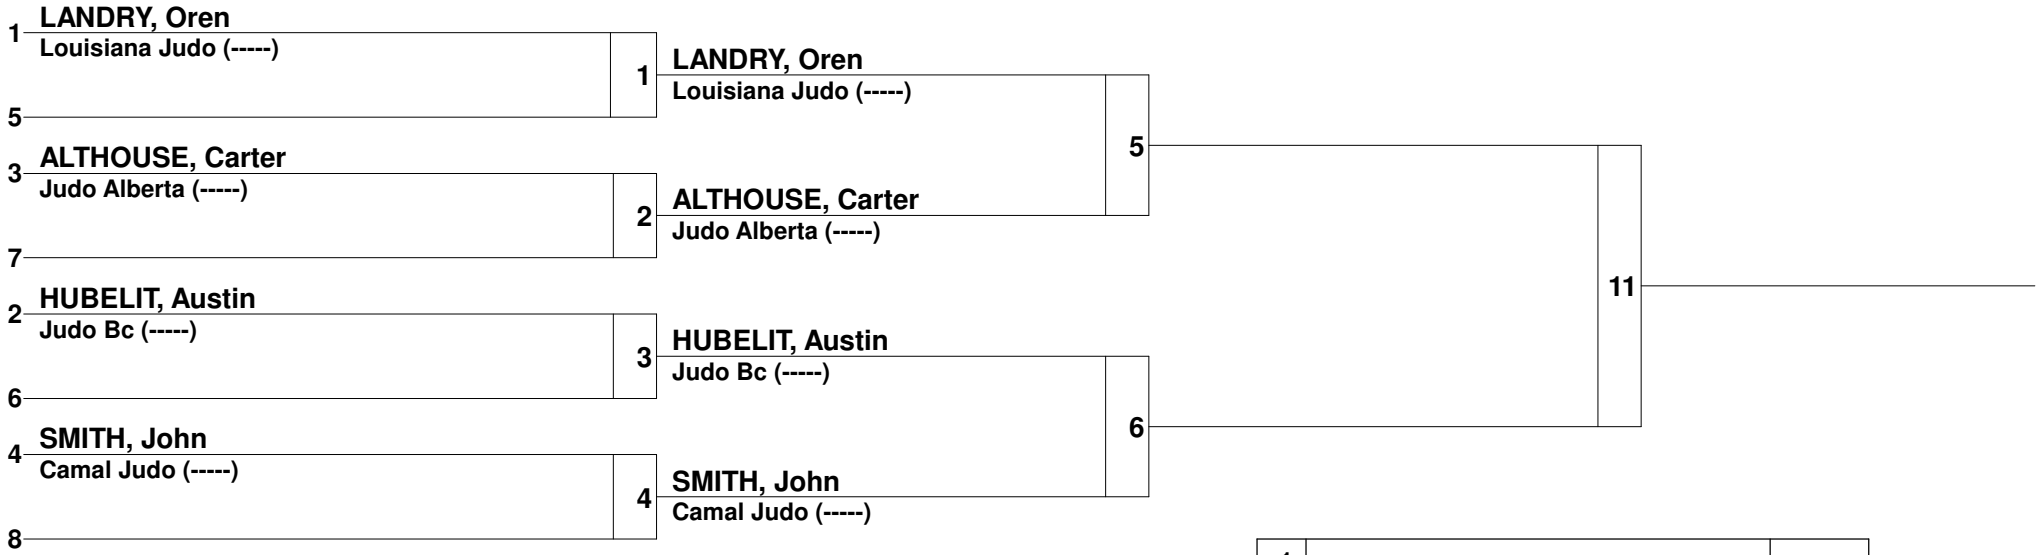 1 LANDRY, Oren
Louisiana Judo (-----)
1
LANDRY, Oren
Louisiana Judo (-----)
5
5
3 ALTHOUSE, Carter
Judo Alberta (-----)
2
ALTHOUSE, Carter
Judo Alberta (-----)
7
11
2 HUBELIT, Austin
Judo Bc (-----)
3
HUBELIT, Austin
Judo Bc (-----)
6
6
4 SMITH, John
Camal Judo (-----)
4
SMITH, John
Camal Judo (-----)
8